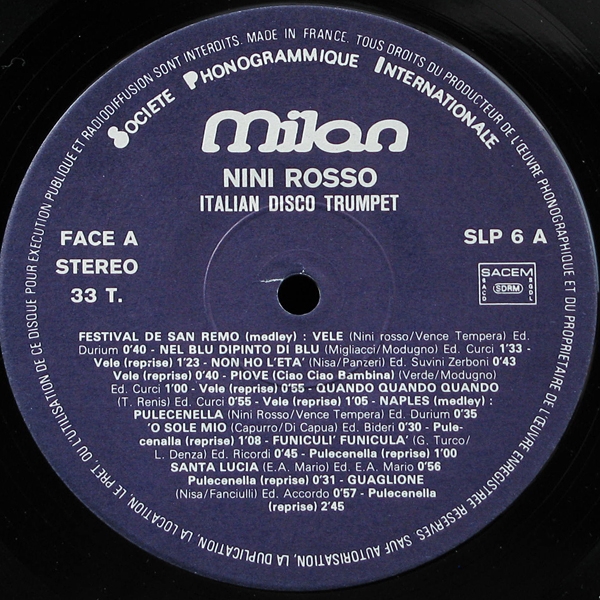 MADE IN FRANCE. TOUS DROITS DU PRODUCTEUR DE L'ŒUVRE PHONOGRAPHIQUE ET DU PROPRIETAIRE DE L'ŒUVRE ENREGISTREE RESERVES SAUF AUTORISATION, LA DUPLICATION, LA LOCATION, LE PRET OU L'UTILISATION DE CE DISQUE POUR EXECUTION PUBLIQUE ET RADIODIFFUSION SONT INTERDITS.
SOCIETE PHONOGRAMMIQUE INTERNATIONALE
Milan
NINI ROSSO
ITALIAN DISCO TRUMPET
FACE A
STEREO
33 T.
SLP 6 A
SACEM
SACD SDRM SGDL
FESTIVAL DE SAN REMO (medley) : VELE (Nini rosso/Vence Tempera) Ed.
Durium 0'40 - NEL BLU DIPINTO DI BLU (Migliacci/Modugno) Ed. Curci 1'33 -
Vele (reprise) 1'23 - NON HO L'ETA' (Nisa/Panzeri) Ed. Suvini Zerboni 0'43
Vele (reprise) 0'40 - PIOVE (Ciao Ciao Bambina) (Verde/Modugno)
Ed. Curci 1'00 - Vele (reprise) 0'55 - QUANDO QUANDO QUANDO
(T. Renis) Ed. Curci 0'55 - Vele (reprise) 1'05 - NAPLES (medley) :
PULECENELLA (Nini Rosso/Vence Tempera) Ed. Durium 0'35
'O SOLE MIO (Capurro/Di Capua) Ed. Bideri 0'30 - Pule-
cenalla (reprise) 1'08 - FUNICULI' FUNICULA' (G. Turco/
L. Denza) Ed. Ricordi 0'45 - Pulecenella (reprise) 1'00
SANTA LUCIA (E.A. Mario) Ed. E.A. Mario 0'56
Pulecenella (reprise) 0'31 - GUAGLIONE
(Nisa/Fanciulli) Ed. Accordo 0'57 - Pulecenella
(reprise) 2'45